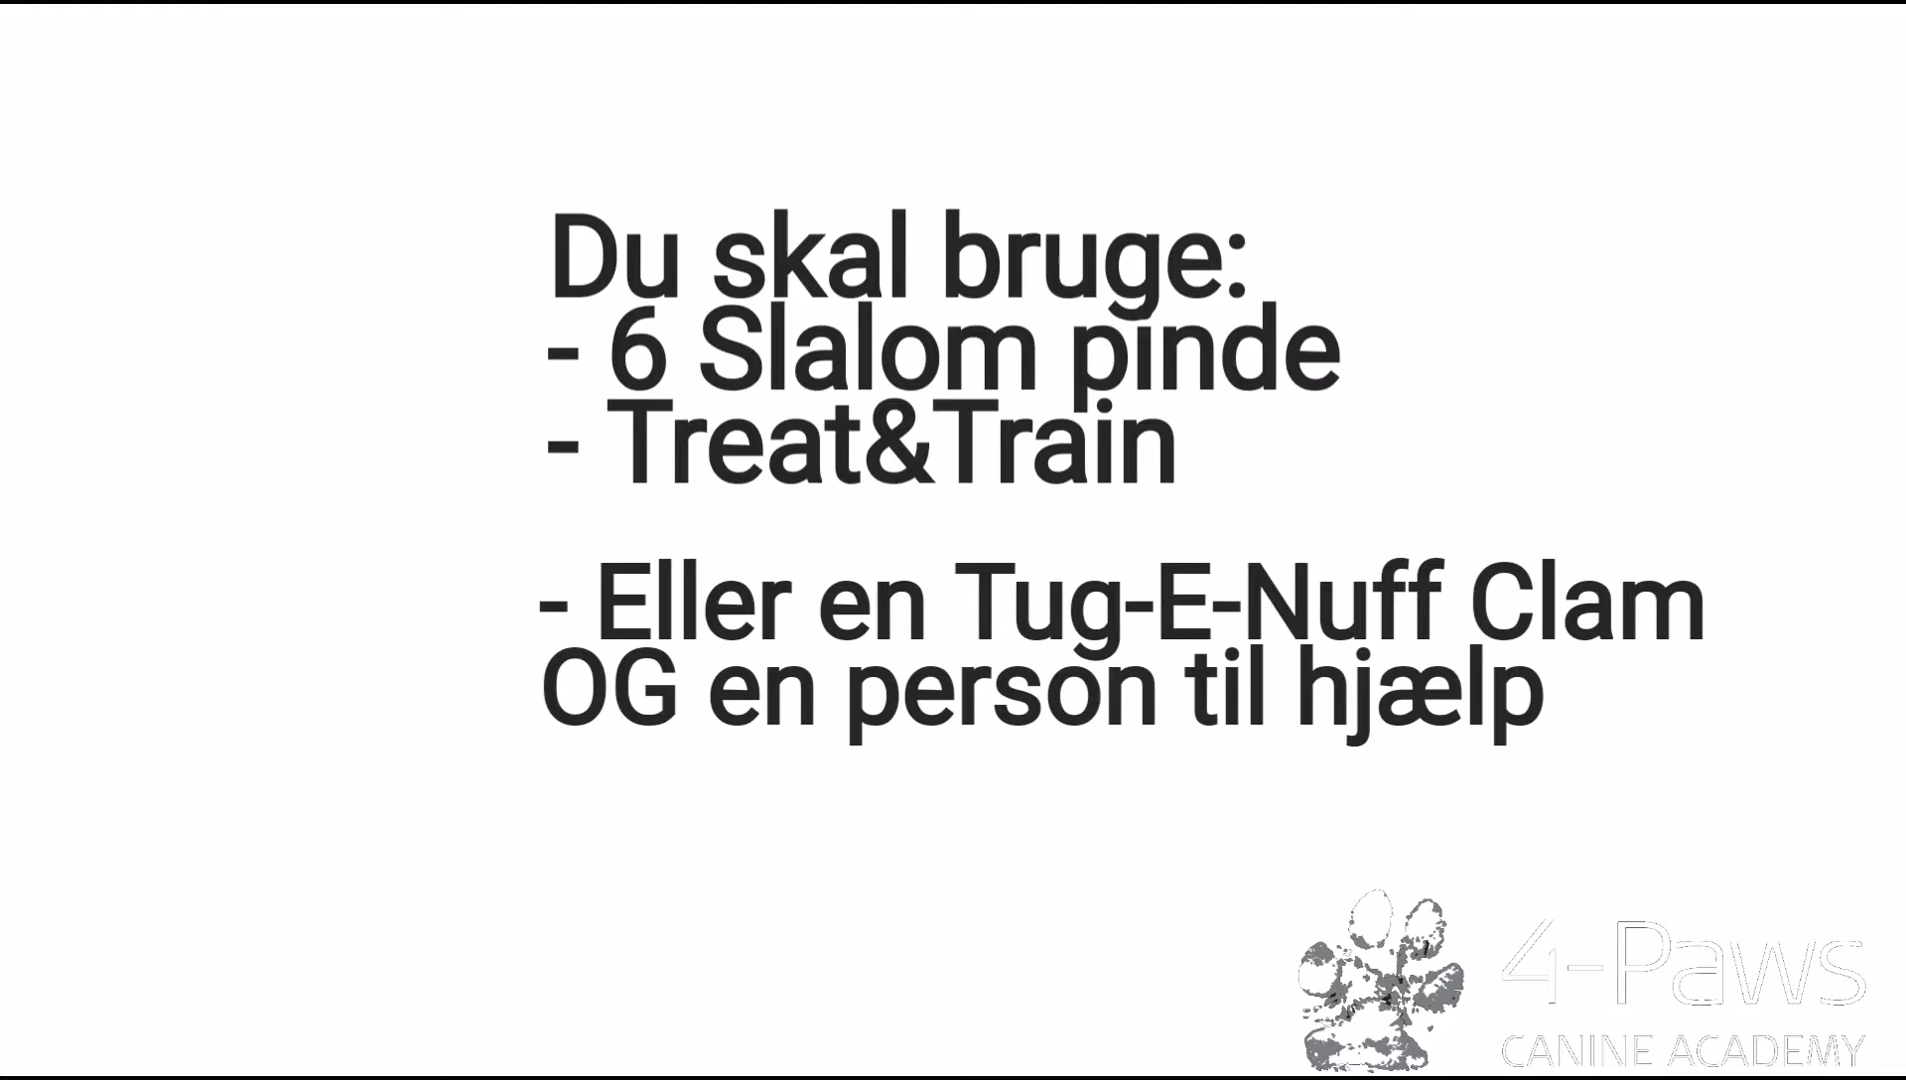 Du skal bruge:
- 6 Slalom pinde
- Treat&Train
- Eller en Tug-E-Nuff Clam
OG en person til hjælp
4-Paws
CANINE ACADEMY